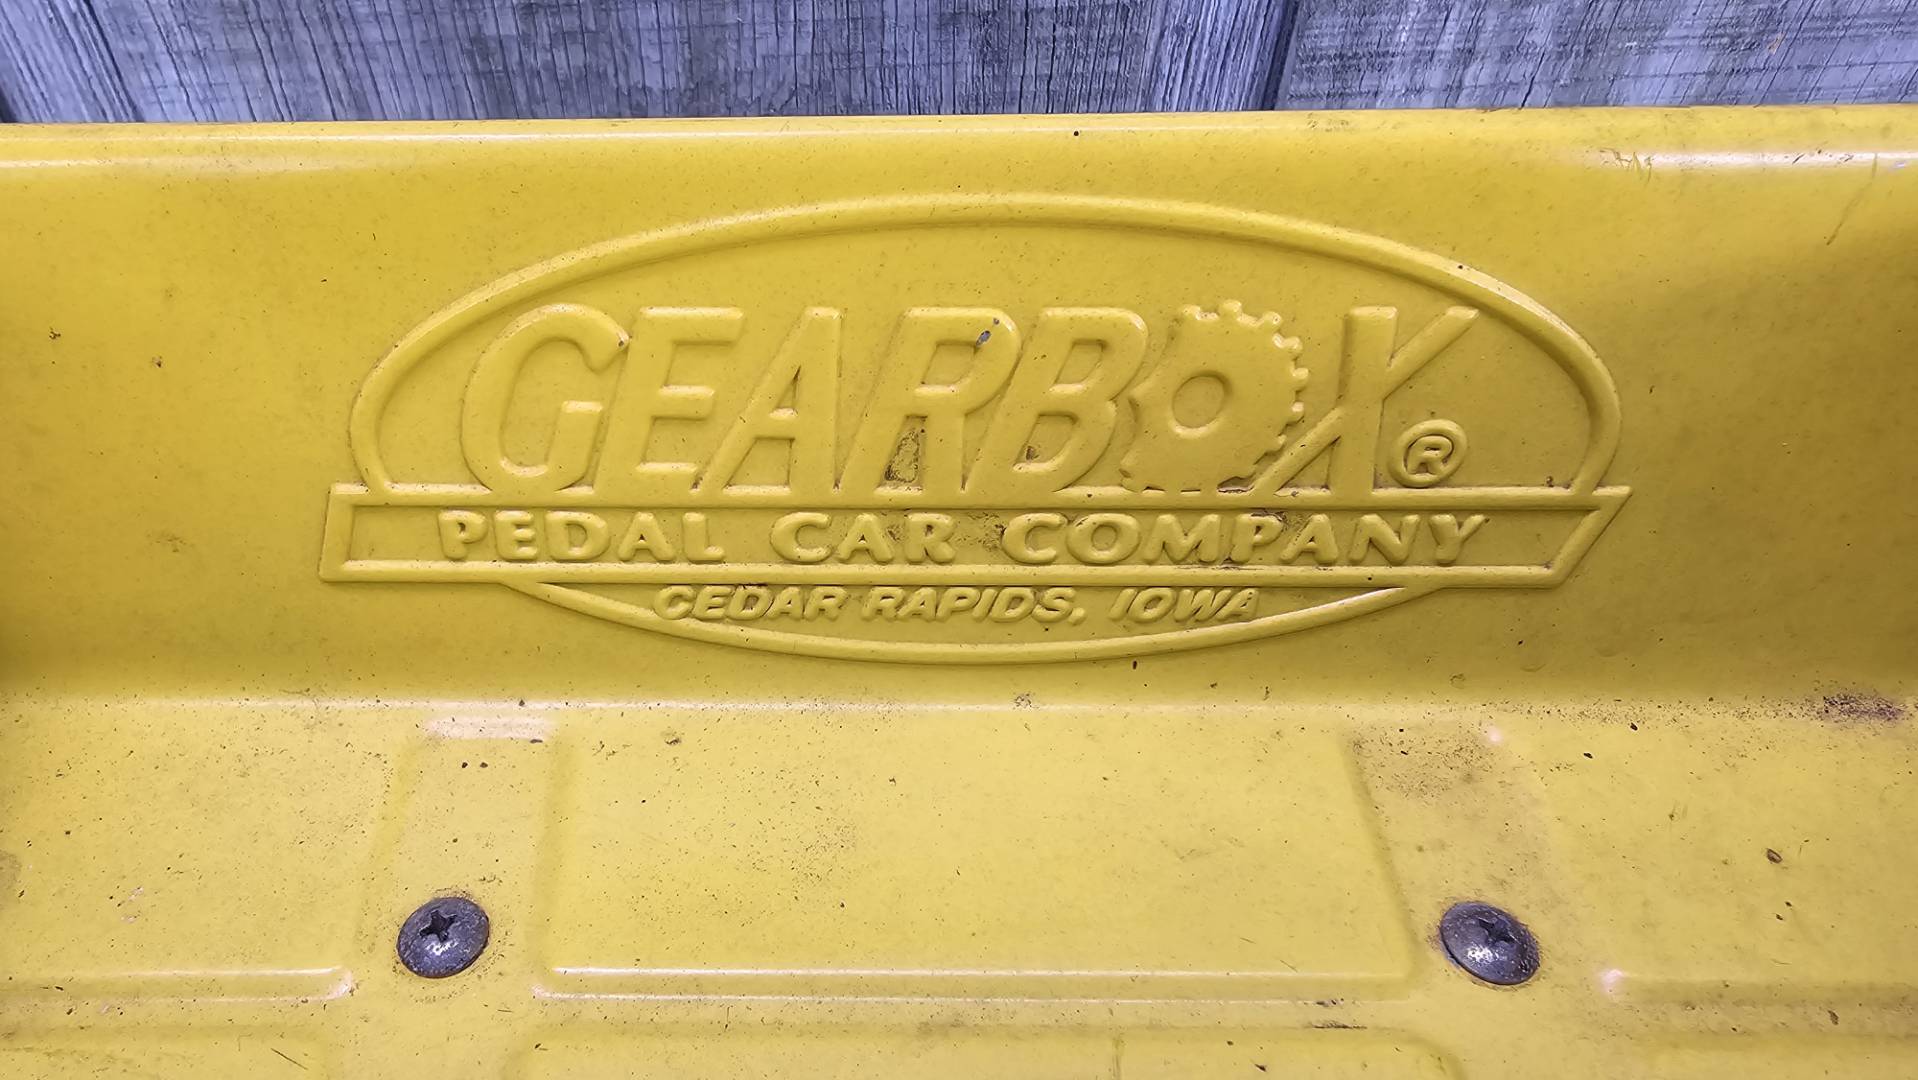 GEARBOX®
PEDAL CAR COMPANY
CEDAR RAPIDS, IOWA